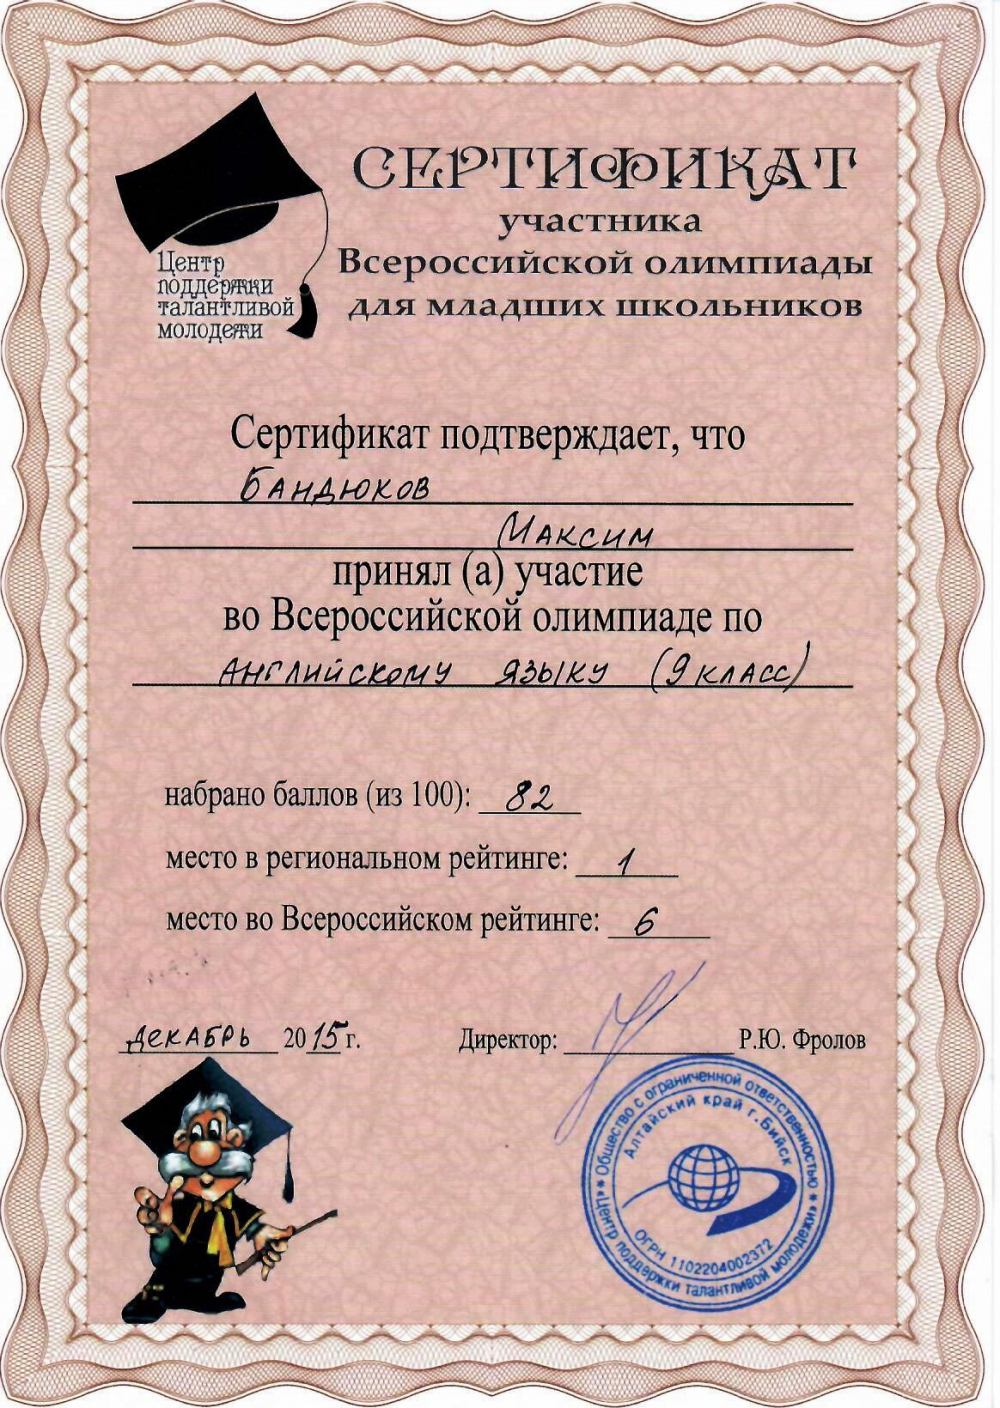 СЕРТИФИКАТ
участника
Всероссийской олимпиады
для младших школьников
Центр
поддержки
талантливой
молодежи
Сертификат подтверждает, что
Бандюков
Максим
принял (а) участие
во Всероссийской олимпиаде по
английскому языку (9 класс)
набрано баллов (из 100): 82
место в региональном рейтинге: 1
место во Всероссийском рейтинге: 6
декабрь 2015 г.
Директор: Р.Ю. Фролов
Общество с ограниченной ответственностью
«Центр поддержки талантливой молодежи»
Алтайский край г.Бийск
ОГРН 1102204002372